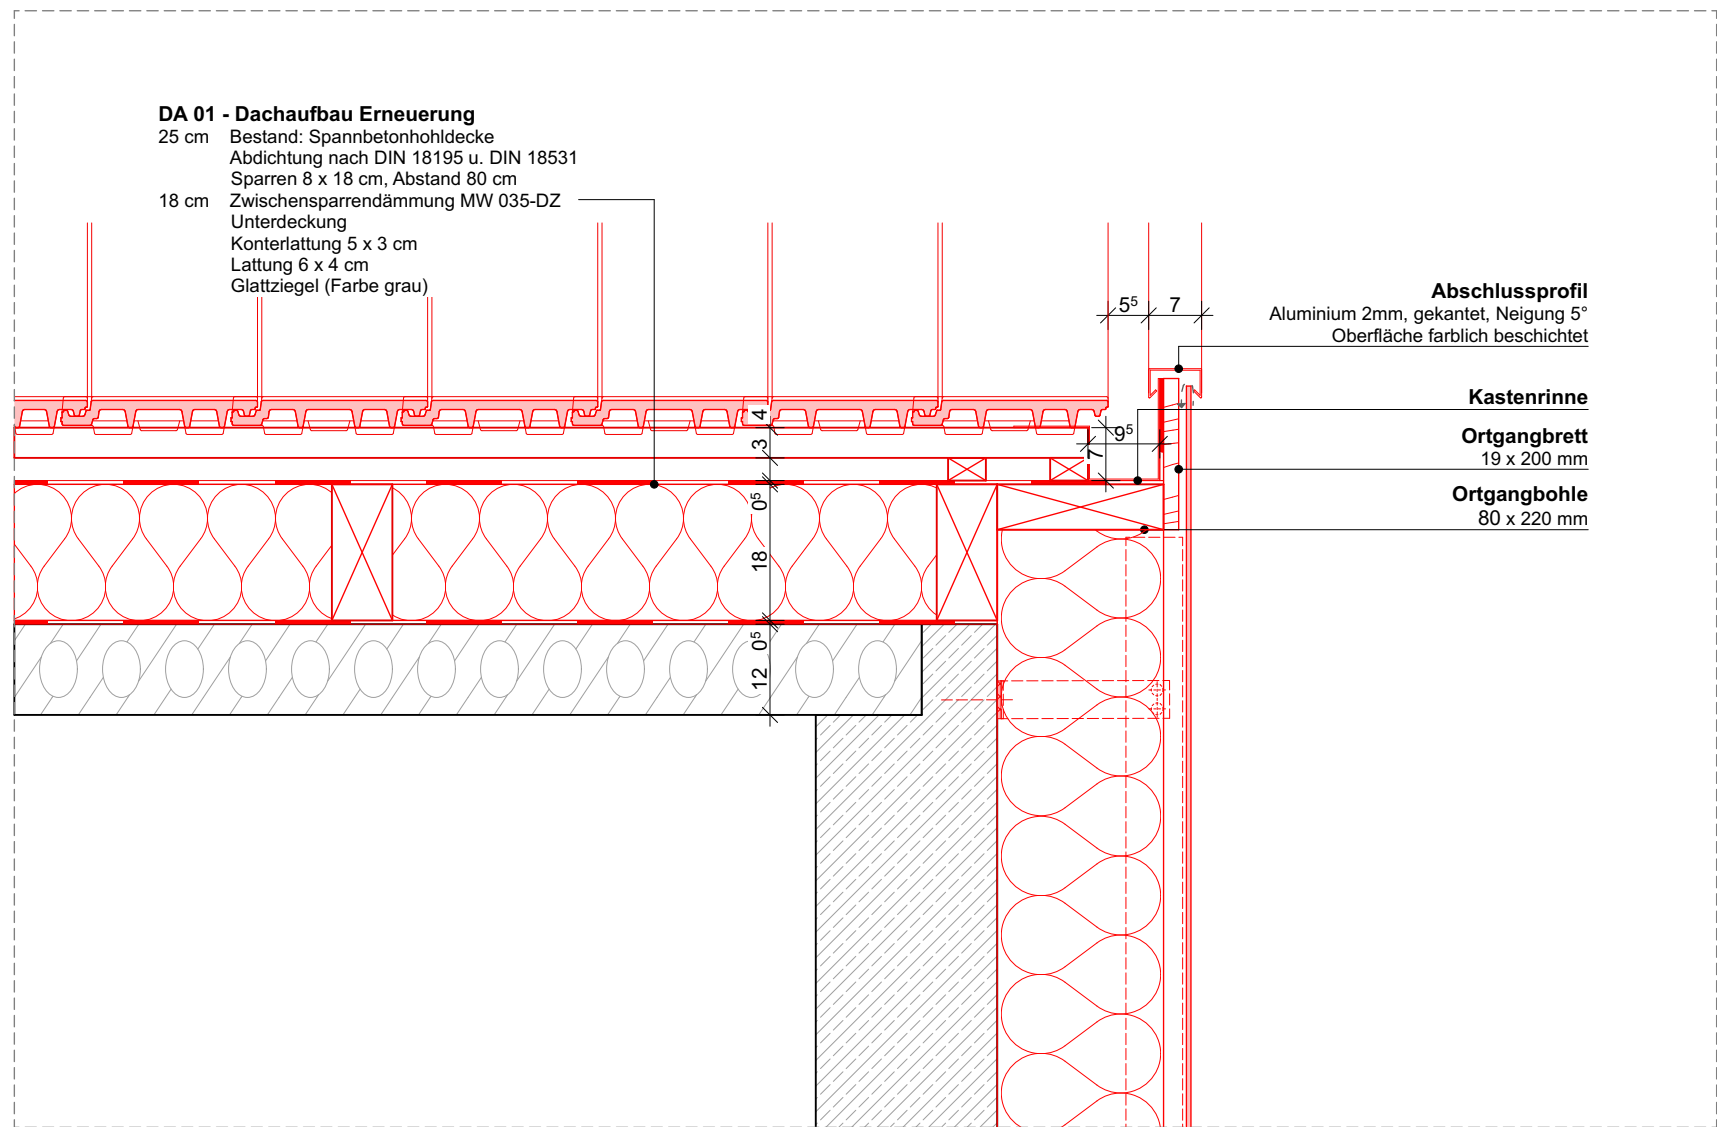 DA 01 - Dachaufbau Erneuerung
25 cm Bestand: Spannbetonhohldecke
Abdichtung nach DIN 18195 u. DIN 18531
Sparren 8 x 18 cm, Abstand 80 cm
18 cm Zwischensparrendämmung MW 035-DZ
Unterdeckung
Konterlattung 5 x 3 cm
Lattung 6 x 4 cm
Glattziegel (Farbe grau)
5⁵ 7
Abschlussprofil
Aluminium 2mm, gekantet, Neigung 5°
Oberfläche farblich beschichtet
Kastenrinne
Ortgangbrett
19 x 200 mm
Ortgangbohle
80 x 220 mm
9⁵
7
4
3
0⁵
18
0⁵
12